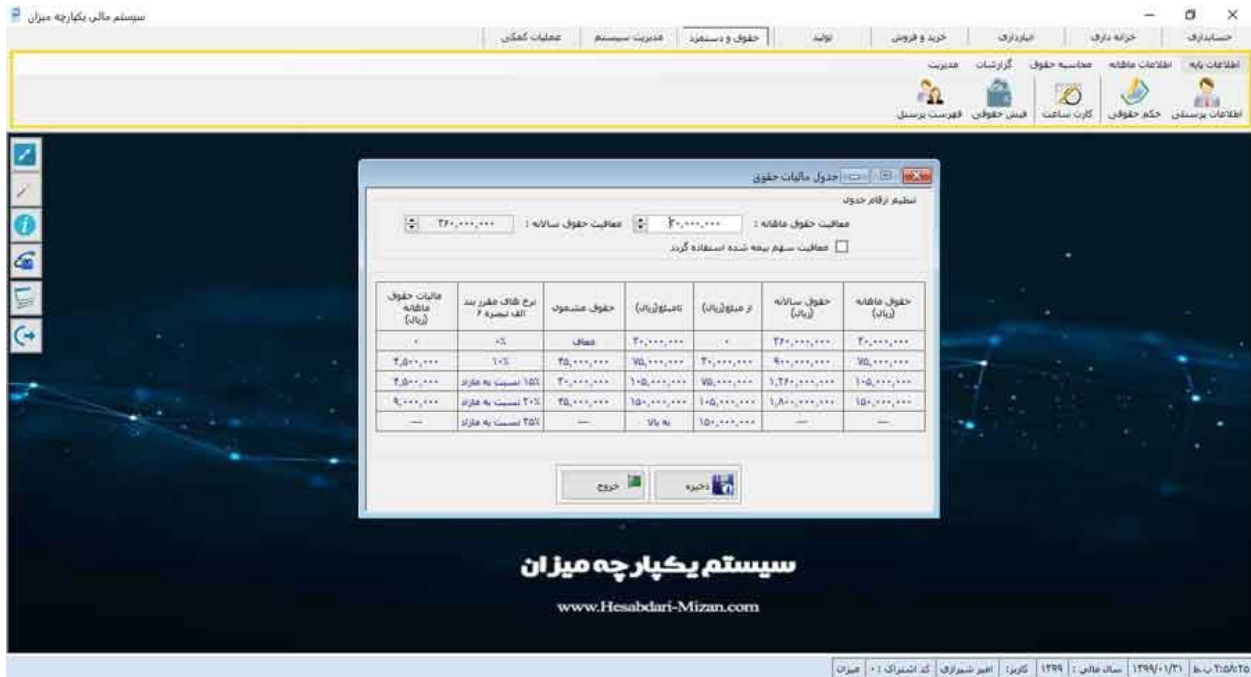 سیستم مالی یکپارچه میزان
حسابداری خزانه داری انبارداری خرید و فروش تولید حقوق و دستمزد مدیریت سیستم عملیات کمکی
اطلاعات پایه اطلاعات ماهانه محاسبه حقوق گزارشات مدیریت
اطلاعات پرسنلی حکم حقوقی کارت ساعت فیش حقوقی فهرست پرسنل
جدول مالیات حقوق
تنظیم ارقام جدول
معافیت حقوق ماهانه : ۳۰,۰۰۰,۰۰۰ معافیت حقوق سالانه : ۳۶۰,۰۰۰,۰۰۰
معافیت سهم بیمه شده استفاده گردد
حقوق ماهانه (ریال) حقوق سالانه (ریال) از مبلغ(ریال) تامبلغ(ریال) حقوق مشمول نرخ های مقرر بند الف تبصره ۶ مالیات حقوق ماهانه (ریال)
۳۰,۰۰۰,۰۰۰ ۳۶۰,۰۰۰,۰۰۰ ۰ ۳۰,۰۰۰,۰۰۰ معاف ۰% ۰
۷۵,۰۰۰,۰۰۰ ۹۰۰,۰۰۰,۰۰۰ ۳۰,۰۰۰,۰۰۰ ۷۵,۰۰۰,۰۰۰ ۴۵,۰۰۰,۰۰۰ ۱۰% ۴,۵۰۰,۰۰۰
۱۰۵,۰۰۰,۰۰۰ ۱,۲۶۰,۰۰۰,۰۰۰ ۷۵,۰۰۰,۰۰۰ ۱۰۵,۰۰۰,۰۰۰ ۳۰,۰۰۰,۰۰۰ ۱۵% نسبت به مازاد ۴,۵۰۰,۰۰۰
۱۵۰,۰۰۰,۰۰۰ ۱,۸۰۰,۰۰۰,۰۰۰ ۱۰۵,۰۰۰,۰۰۰ ۱۵۰,۰۰۰,۰۰۰ ۴۵,۰۰۰,۰۰۰ ۲۰% نسبت به مازاد ۹,۰۰۰,۰۰۰
--- --- ۱۵۰,۰۰۰,۰۰۰ به بالا --- ۲۵% نسبت به مازاد ---
ذخیره خروج
سیستم یکپارچه میزان
www.Hesabdari-Mizan.com
۲:۵۸:۲۵ ب.ظ ۱۳۹۹/۰۱/۳۱ سال مالی : ۱۳۹۹ کاربر: امیر شیرازی کد اشتراک : ۰ میزان